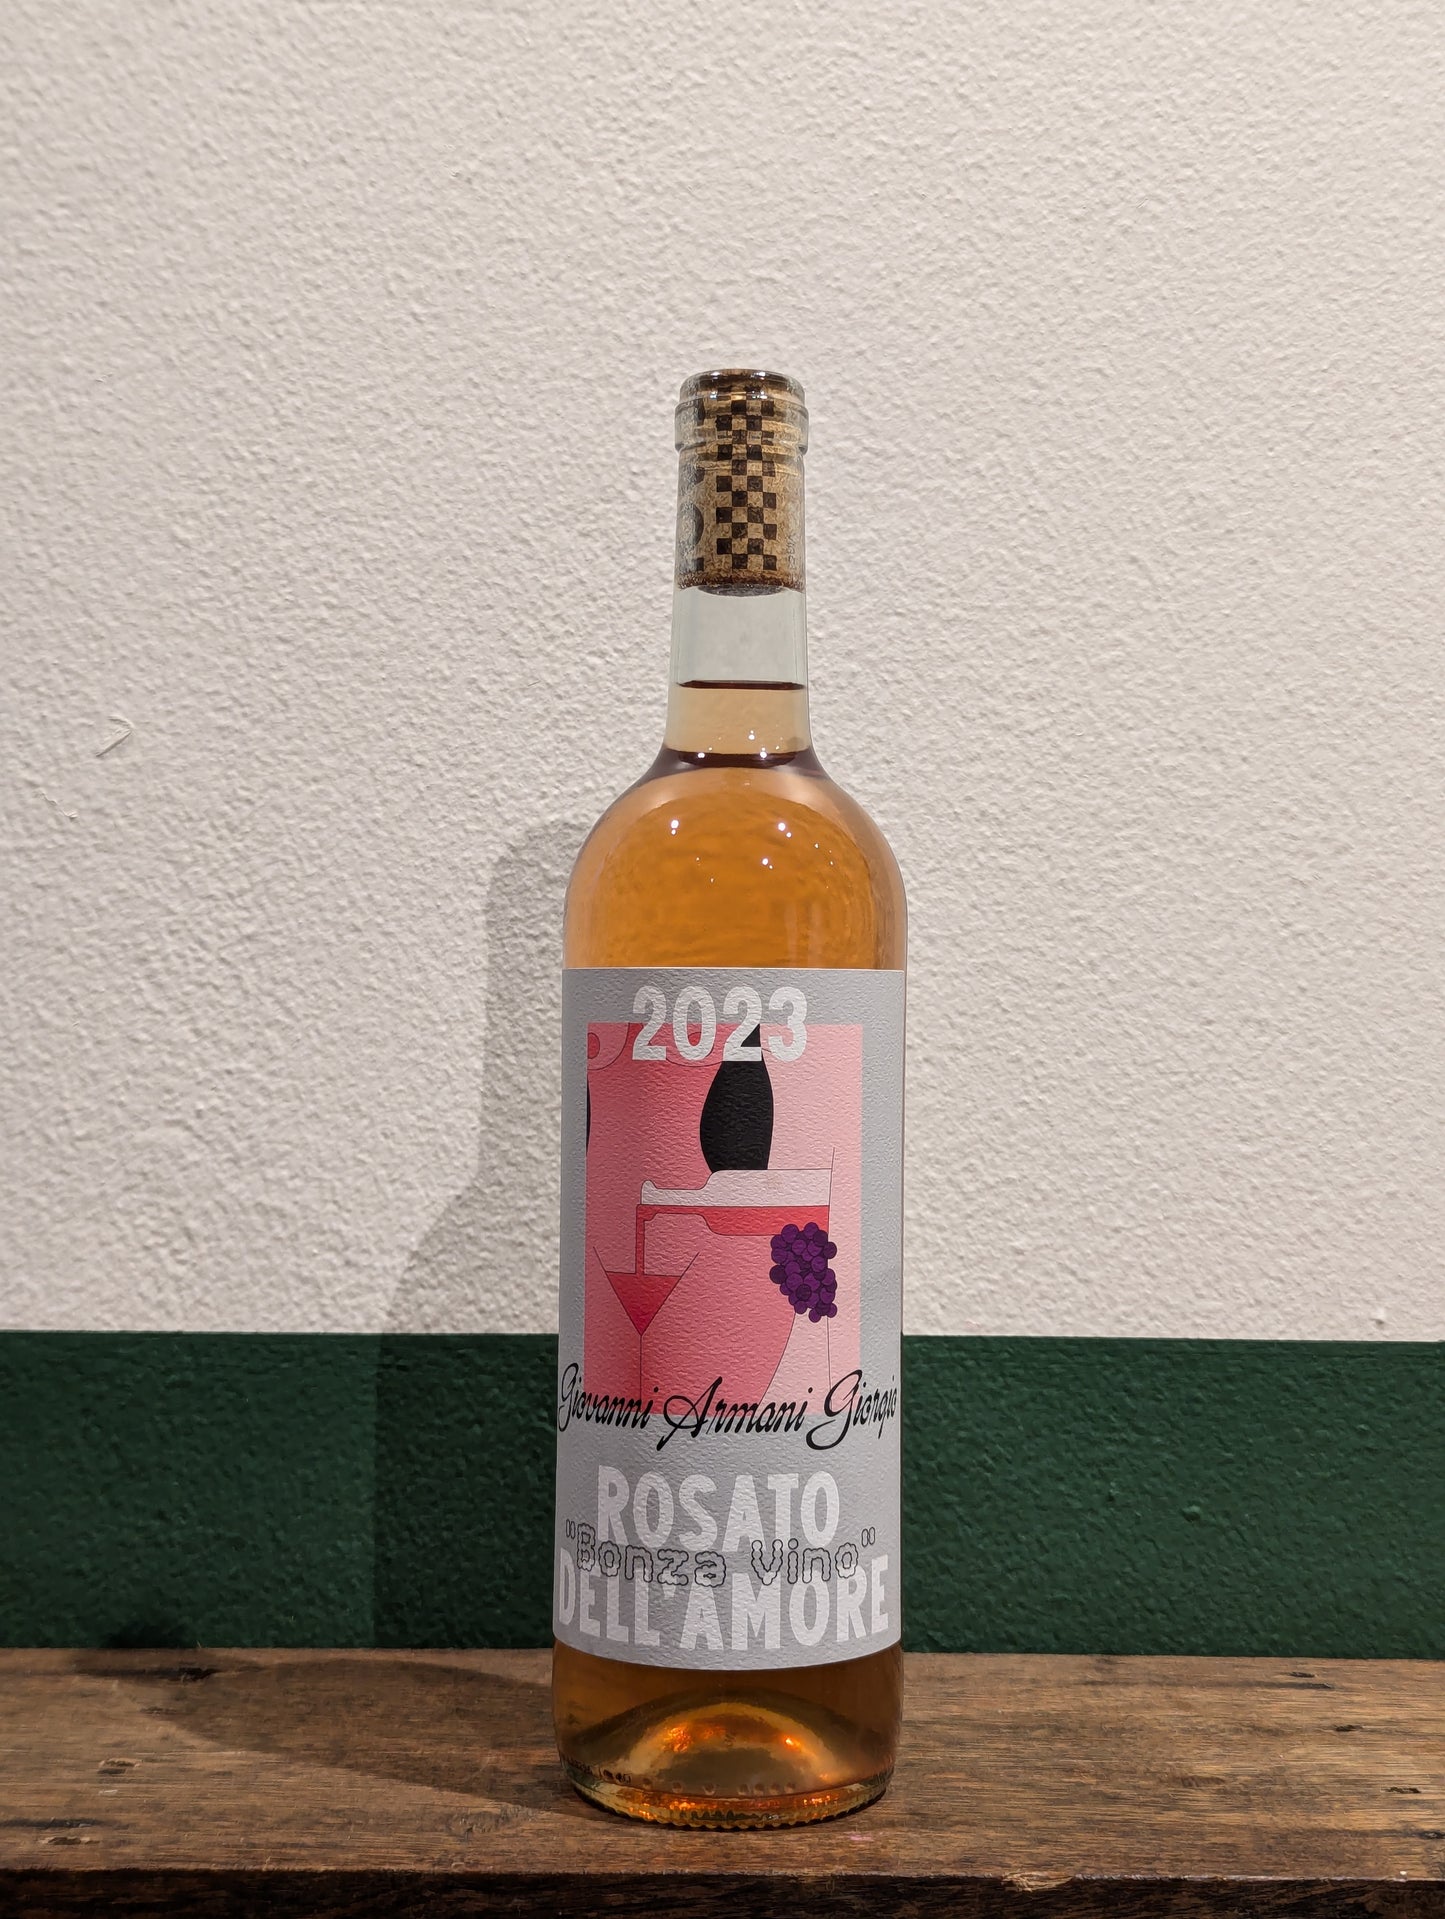 2023
Giovanni Armani Giorgio
ROSATO
"Bonza Vino"
DELL'AMORE